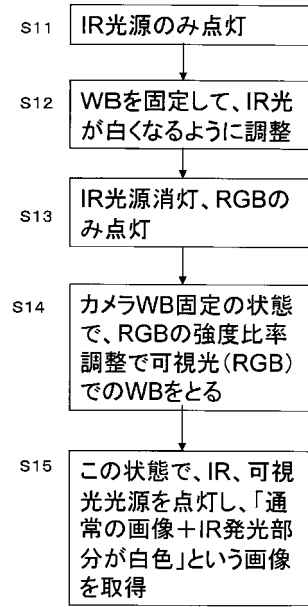 S11
IR光源のみ点灯
S12
WBを固定して、IR光
が白くなるように調整
S13
IR光源消灯、RGBの
み点灯
S14
カメラWB固定の状態
で、RGBの強度比率
調整で可視光(RGB)
でのWBをとる
S15
この状態で、IR、可視
光光源を点灯し、「通
常の画像+IR発光部
分が白色」という画像
を取得